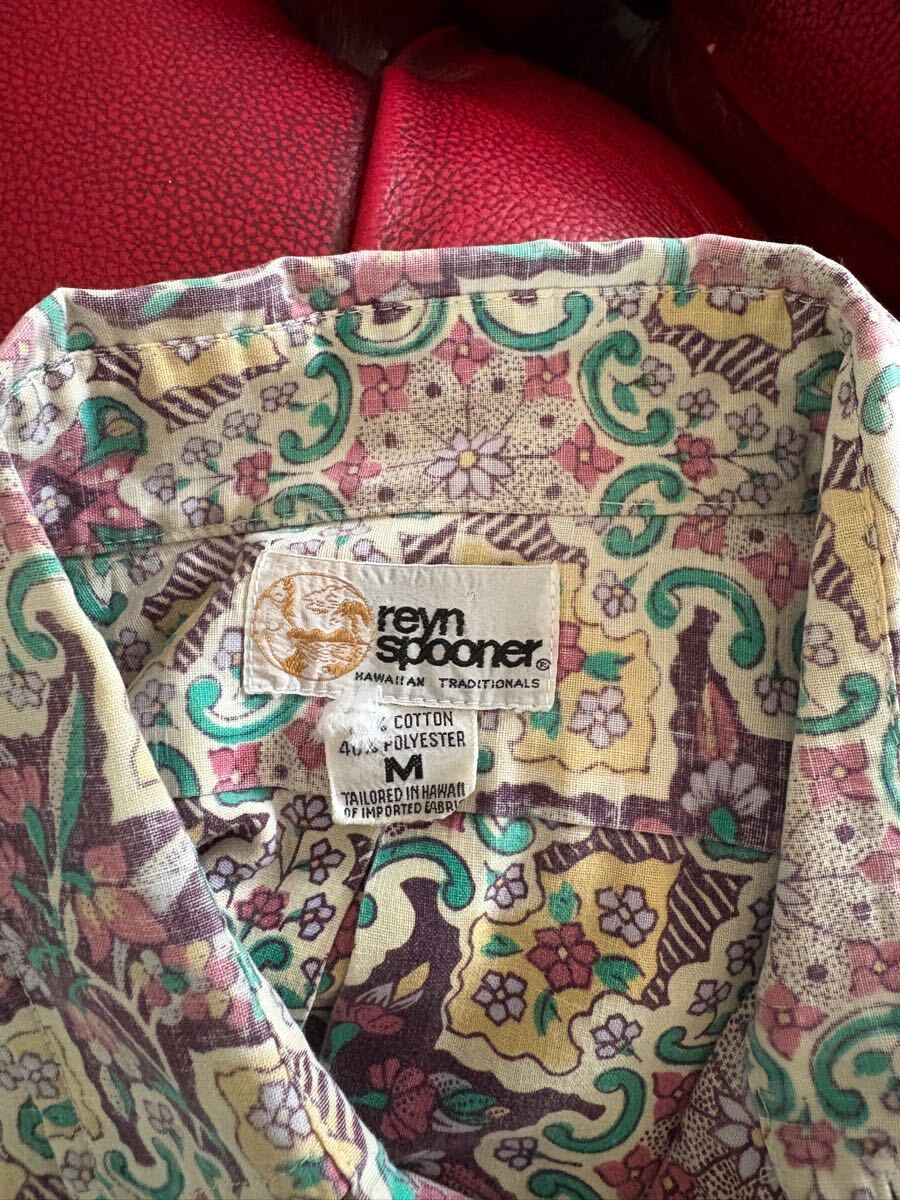 reyn
spooner®
HAWAIIAN TRADITIONALS
% COTTON
40% POLYESTER
M
TAILORED IN HAWAII
OF IMPORTED FABRIC